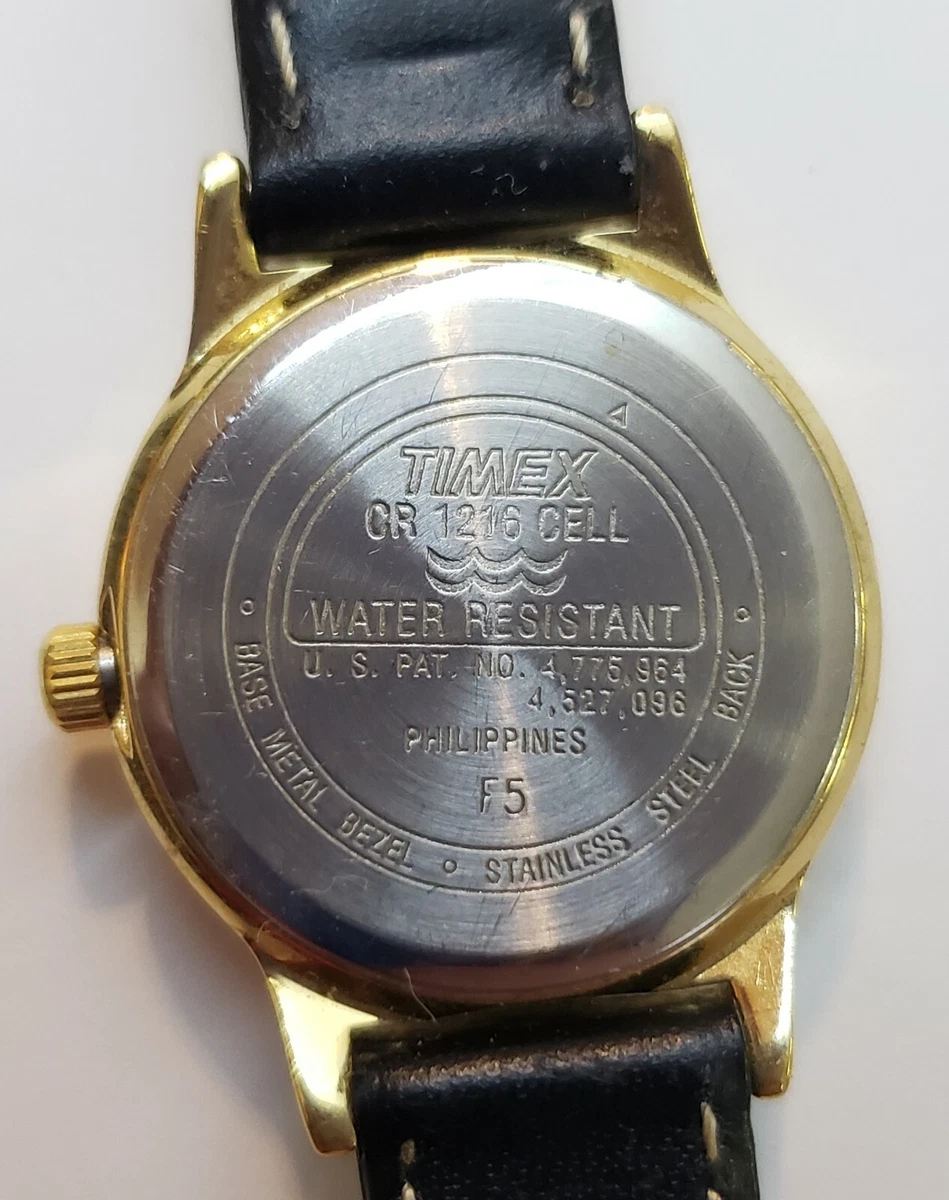 TIMEX
CR 1216 CELL
WATER RESISTANT
U. S. PAT. NO. 4,775,964
4,527,096
PHILIPPINES
F5
BASE METAL BEZEL ° STAINLESS STEEL BACK